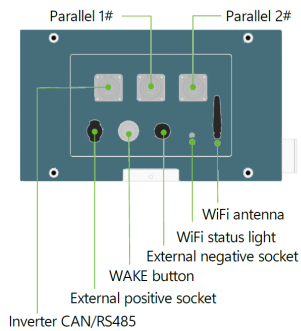 Parallel 1#
Parallel 2#
WiFi antenna
WiFi status light
External negative socket
WAKE button
External positive socket
Inverter CAN/RS485